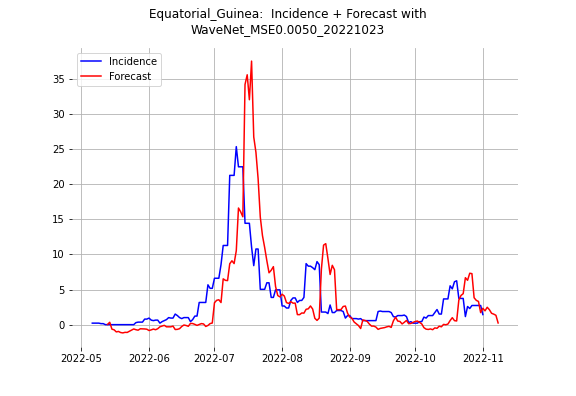 Equatorial_Guinea:  Incidence + Forecast with
WaveNet_MSE0.0050_20221023
Incidence
Forecast
35
30
25
20
15
10
5
0
2022-05 2022-06 2022-07 2022-08 2022-09 2022-10 2022-11